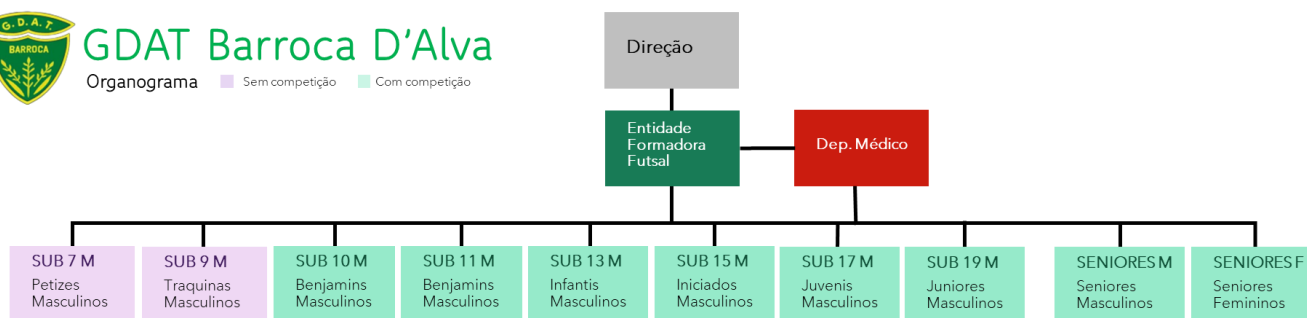 G. D. A. T.
BARROCA
GDAT Barroca D'Alva
Organograma
Sem competição
Com competição
Direção
Entidade
Formadora
Futsal
Dep. Médico
SUB 7 M
Petizes
Masculinos
SUB 9 M
Traquinas
Masculinos
SUB 10 M
Benjamins
Masculinos
SUB 11 M
Benjamins
Masculinos
SUB 13 M
Infantis
Masculinos
SUB 15 M
Iniciados
Masculinos
SUB 17 M
Juvenis
Masculinos
SUB 19 M
Juniores
Masculinos
SENIORES M
Seniores
Masculinos
SENIORES F
Seniores
Femininos